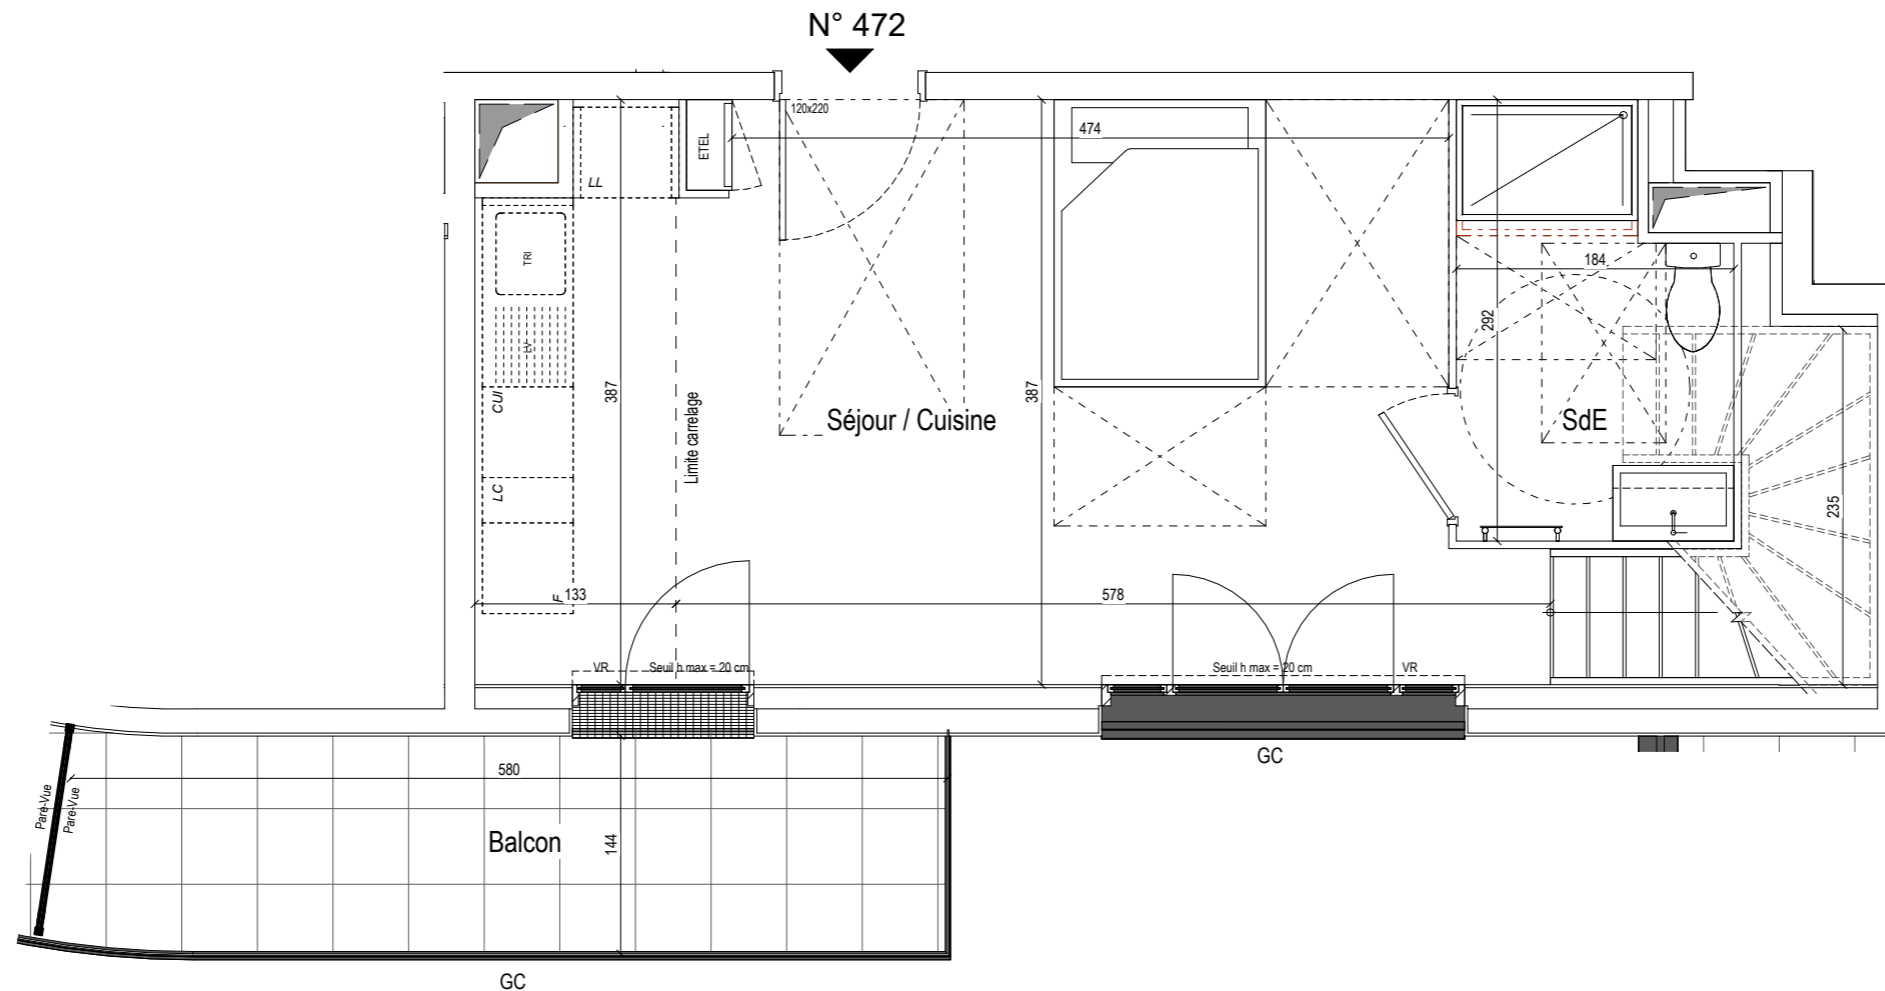 N° 472
120x220
474
ETEL
LL
TRI
184
292
LV
387
387
CUI
Limite carrelage
Séjour / Cuisine
SdE
LC
235
F
133
578
VR
Seuil h max = 20 cm
Seuil h max = 20 cm
VR
GC
580
Pare-Vue
Pare-Vue
Balcon
144
GC